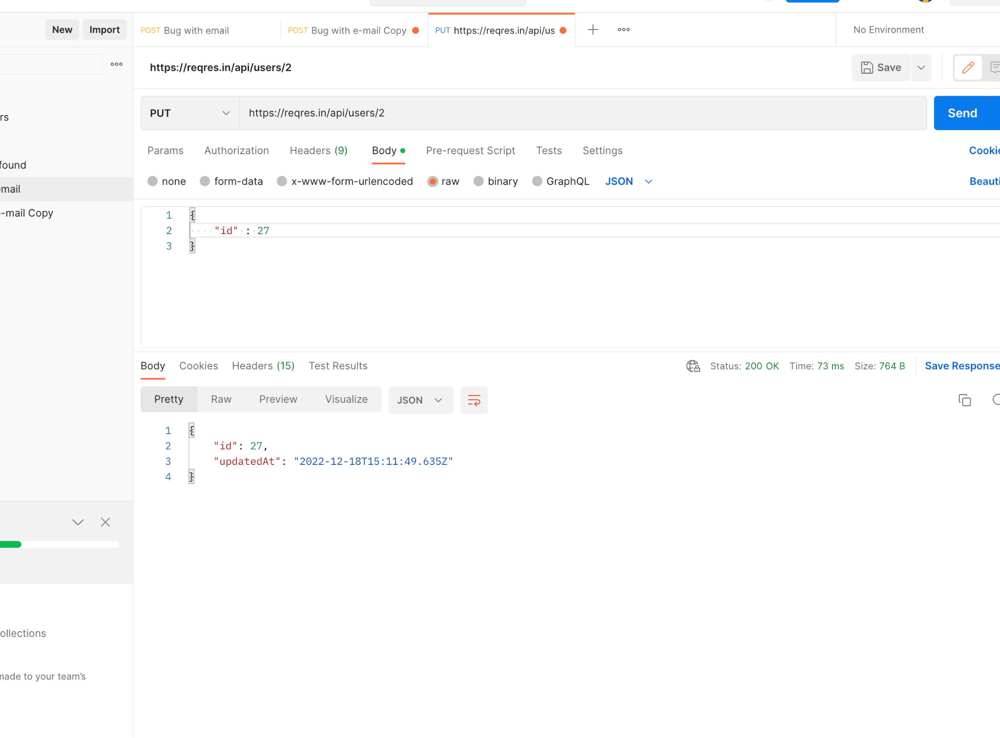 New Import
POST Bug with email
POST Bug with e-mail Copy
PUT https://reqres.in/api/us
No Environment
https://reqres.in/api/users/2
Save
rs
found
email
e-mail Copy
PUT
https://reqres.in/api/users/2
Send
Params Authorization Headers (9) Body Pre-request Script Tests Settings Cookie
none form-data x-www-form-urlencoded raw binary GraphQL JSON Beauti
1 {
2 "id" : 27
3 }
Body Cookies Headers (15) Test Results
Status: 200 OK Time: 73 ms Size: 764 B Save Response
Pretty Raw Preview Visualize JSON
1 {
2 "id": 27,
3 "updatedAt": "2022-12-18T15:11:49.635Z"
4 }
ollections
made to your team's